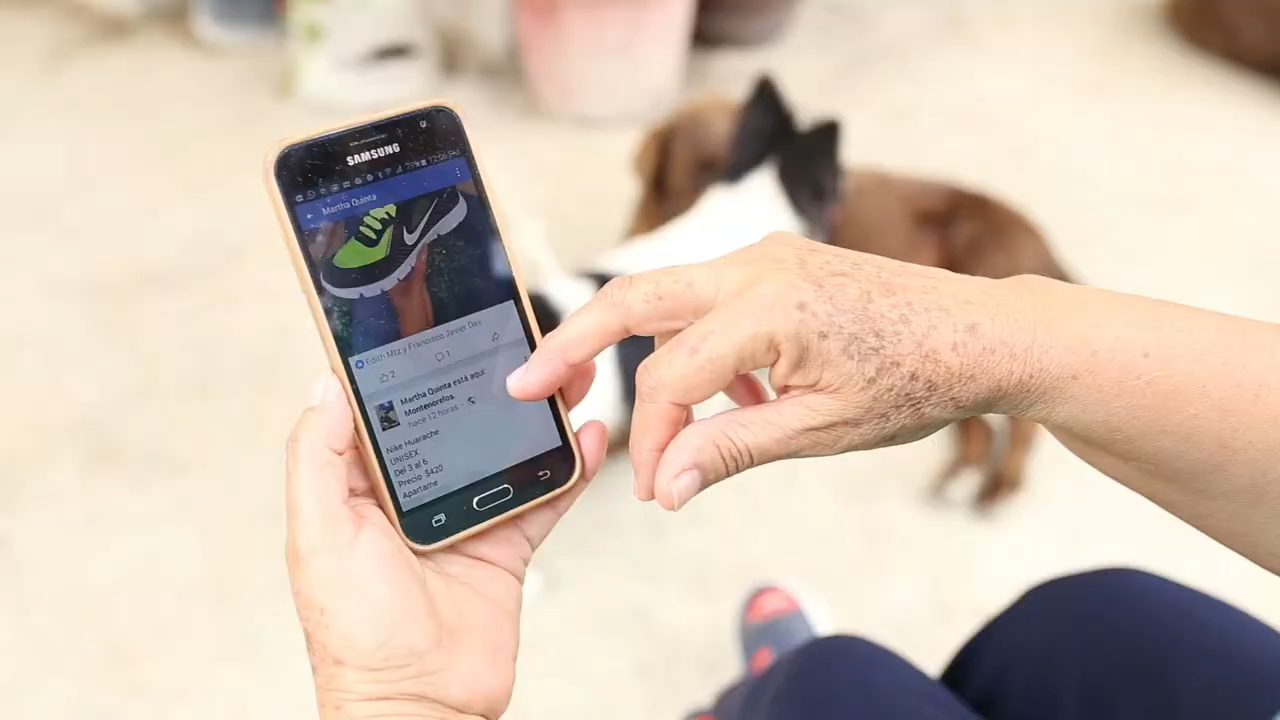 SAMSUNG
Martha Quinta
Edith Mtz y Francisco Javier Dav
2
1
Martha Quinta está aquí:
Montemorelos.
hace 12 horas
Nike Huarache
UNISEX
Del 3 al 6
Precio $420
Apartame